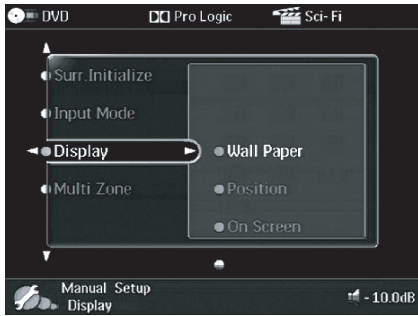 DVD Pro Logic Sci-Fi
Surr.Initialize
Input Mode
Display
Wall Paper
Multi Zone
Position
On Screen
Manual Setup
Display
-10.0dB